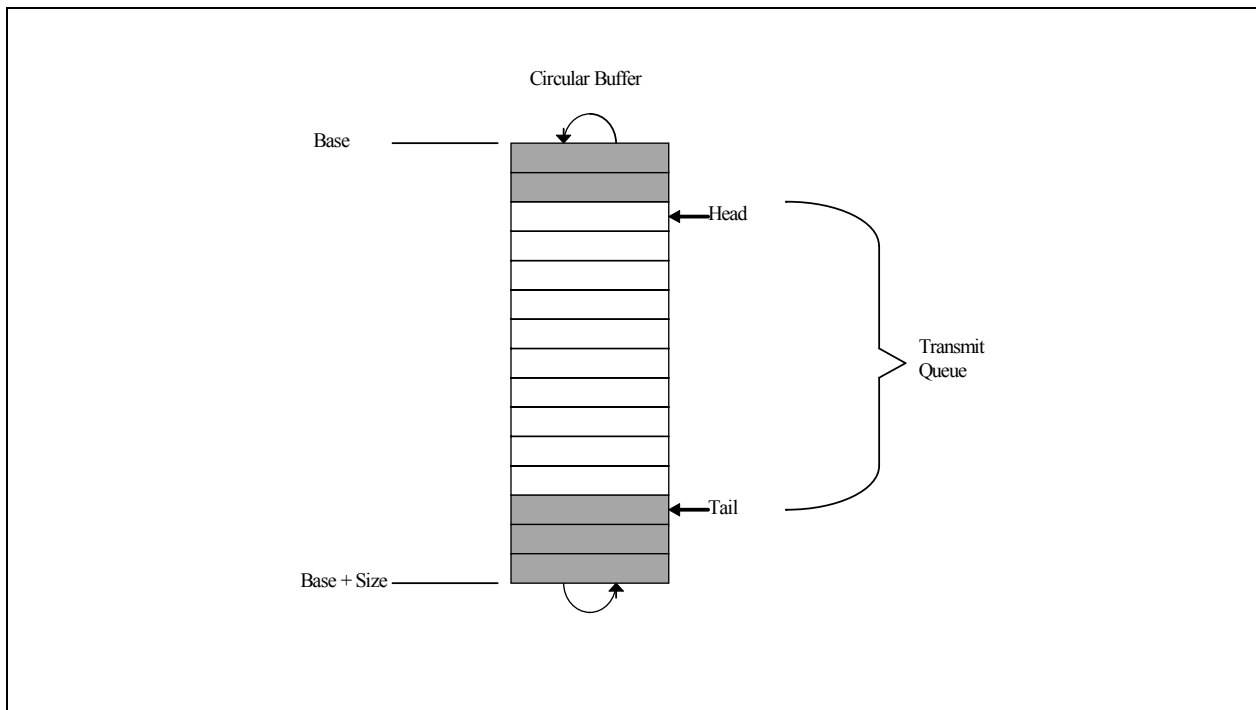 Circular Buffer
Base
Head
Transmit
Queue
Tail
Base + Size